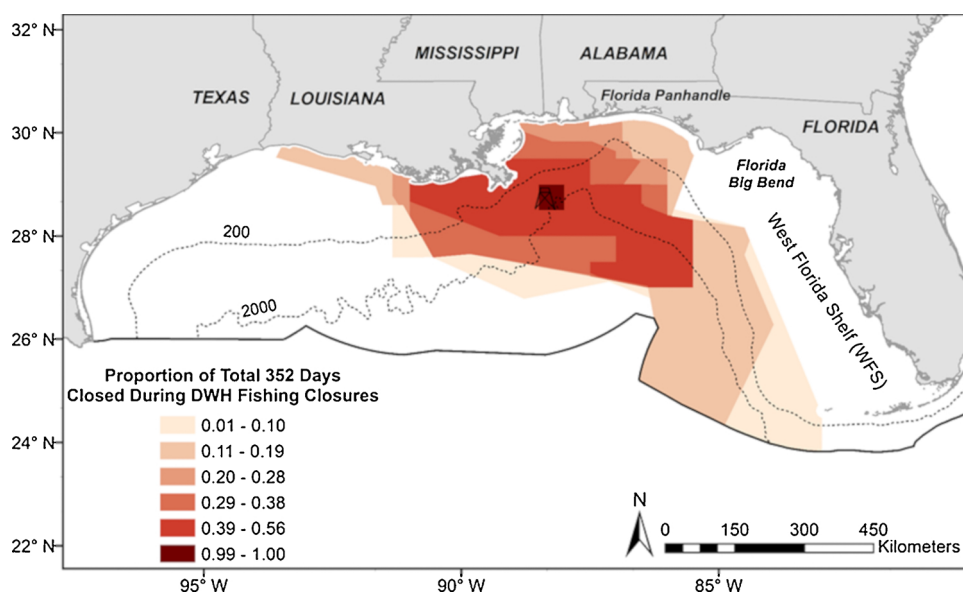 32° N
30° N
28° N
26° N
24° N
22° N
95° W
90° W
85° W
TEXAS
LOUISIANA
MISSISSIPPI
ALABAMA
Florida Panhandle
FLORIDA
Florida
Big Bend
West Florida Shelf (WFS)
200
2000
Proportion of Total 352 Days
Closed During DWH Fishing Closures
0.01 - 0.10
0.11 - 0.19
0.20 - 0.28
0.29 - 0.38
0.39 - 0.56
0.99 - 1.00
N
0 150 300 450
Kilometers